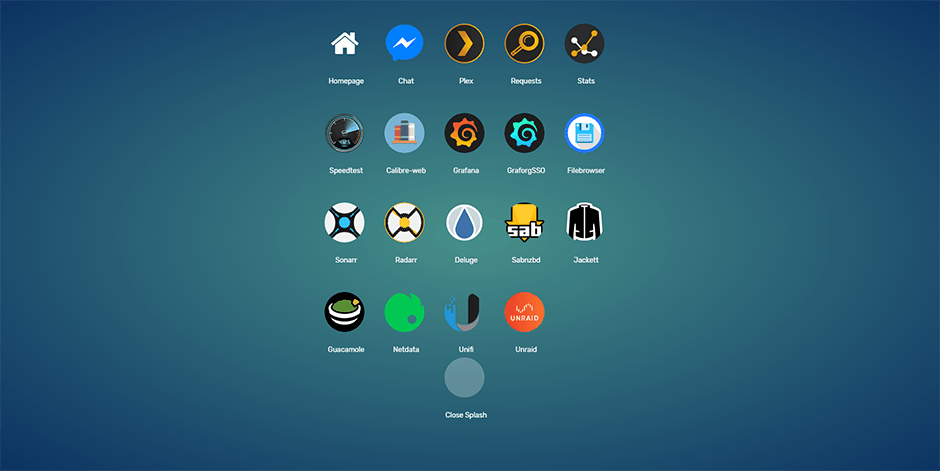 Homepage Chat Plex Requests Stats
Speedtest Calibre-web Grafana GraforgSSO Filebrowser
sab
Sonarr Radarr Deluge Sabnzbd Jackett
UNRAID
Guacamole Netdata Unifi Unraid
Close Splash